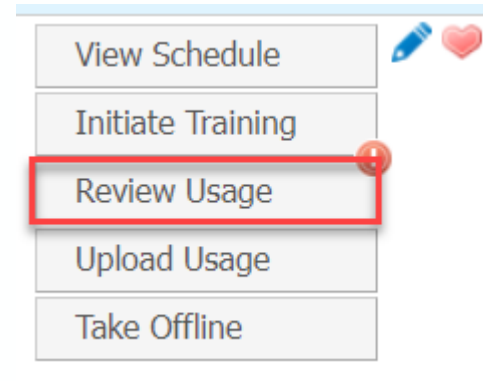 View Schedule
Initiate Training
Review Usage
Upload Usage
Take Offline